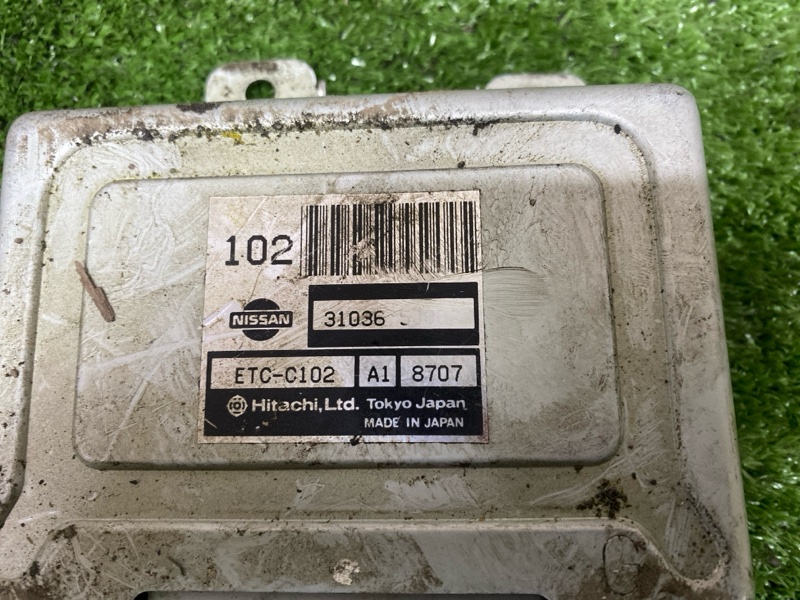 102
NISSAN 31036
ETC-C102 A1 8707
Hitachi, Ltd. Tokyo Japan
MADE IN JAPAN